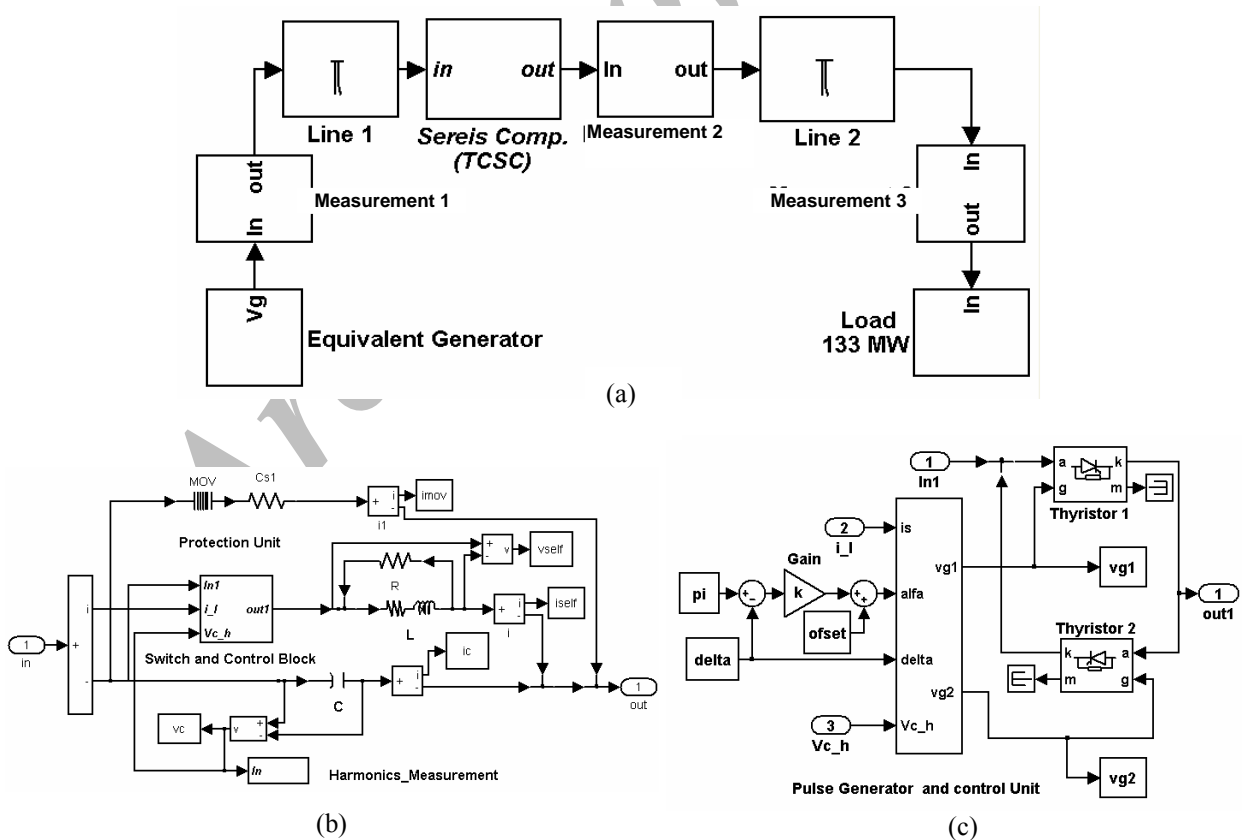 in
out
In
out
Line 1
Sereis Comp.
(TCSC)
Measurement 2
Line 2
out
In
Measurement 1
In
out
Measurement 3
Vg
Equivalent Generator
In
Load
133 MW
(a)
MOV
Cs1
+
-
i
i1
imov
Protection Unit
+
-
v
vself
In1
i_l
Vc_h
out1
R
L
+
-
i
i
iself
1
in
+
-
i
Switch and Control Block
ic
C
+
-
i
1
out
vc
v
+
-
In
Harmonics_Measurement
(b)
1
In1
a
k
g
m
Thyristor 1
2
i_l
is
Gain
vg1
vg1
pi
+
-
k
+
+
alfa
1
out1
ofset
Thyristor 2
k
a
m
g
delta
delta
vg2
3
Vc_h
Vc_h
vg2
Pulse Generator and control Unit
(c)